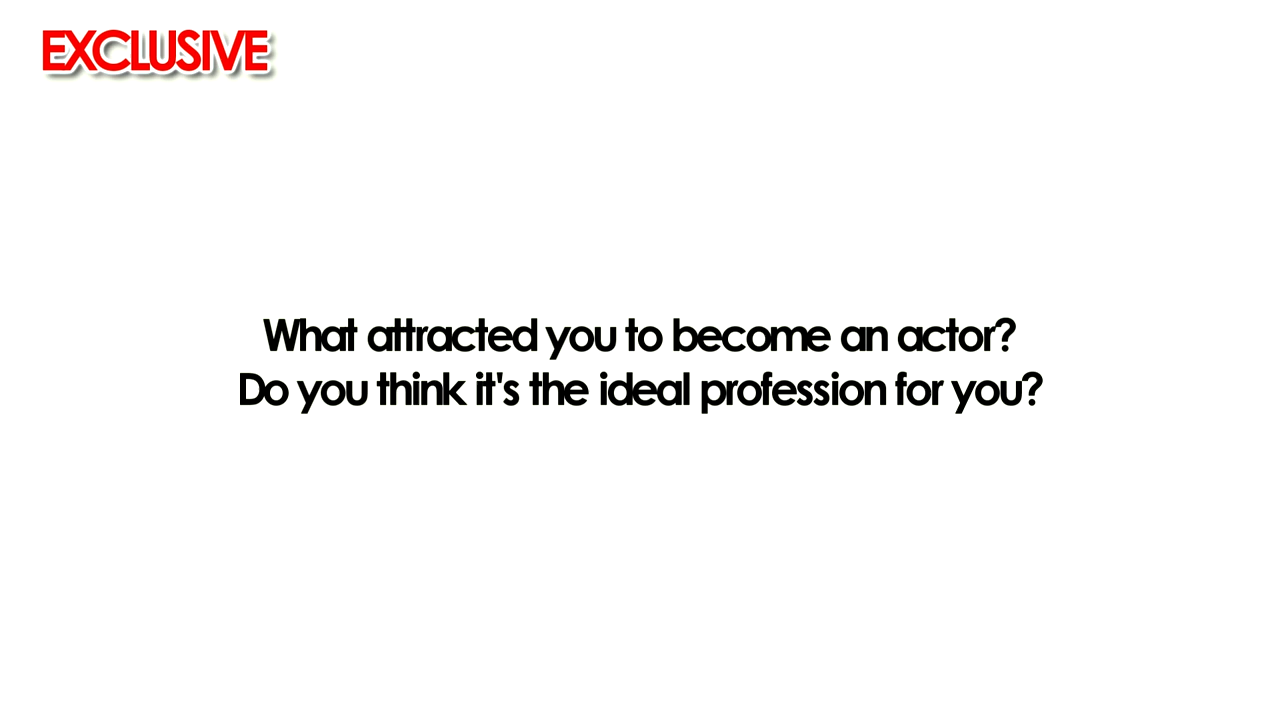 EXCLUSIVE
What attracted you to become an actor?
Do you think it's the ideal profession for you?